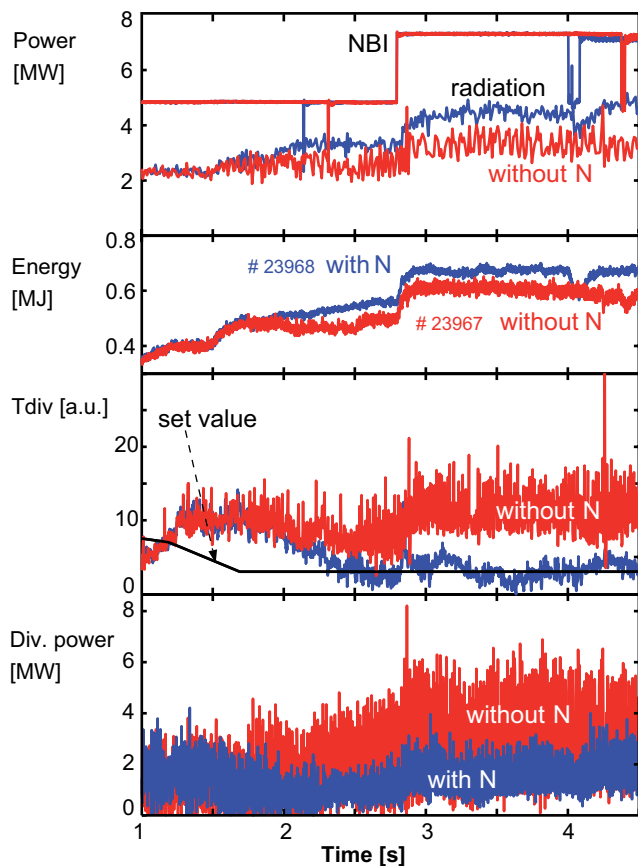 Power
[MW]
8
6
4
2
NBI
radiation
without N
Energy
[MJ]
0.8
0.6
0.4
# 23968 with N
# 23967
without N
Tdiv [a.u.]
20
10
0
set value
without N
Div. power
[MW]
8
6
4
2
0
without N
with N
1 2 3 4
Time [s]